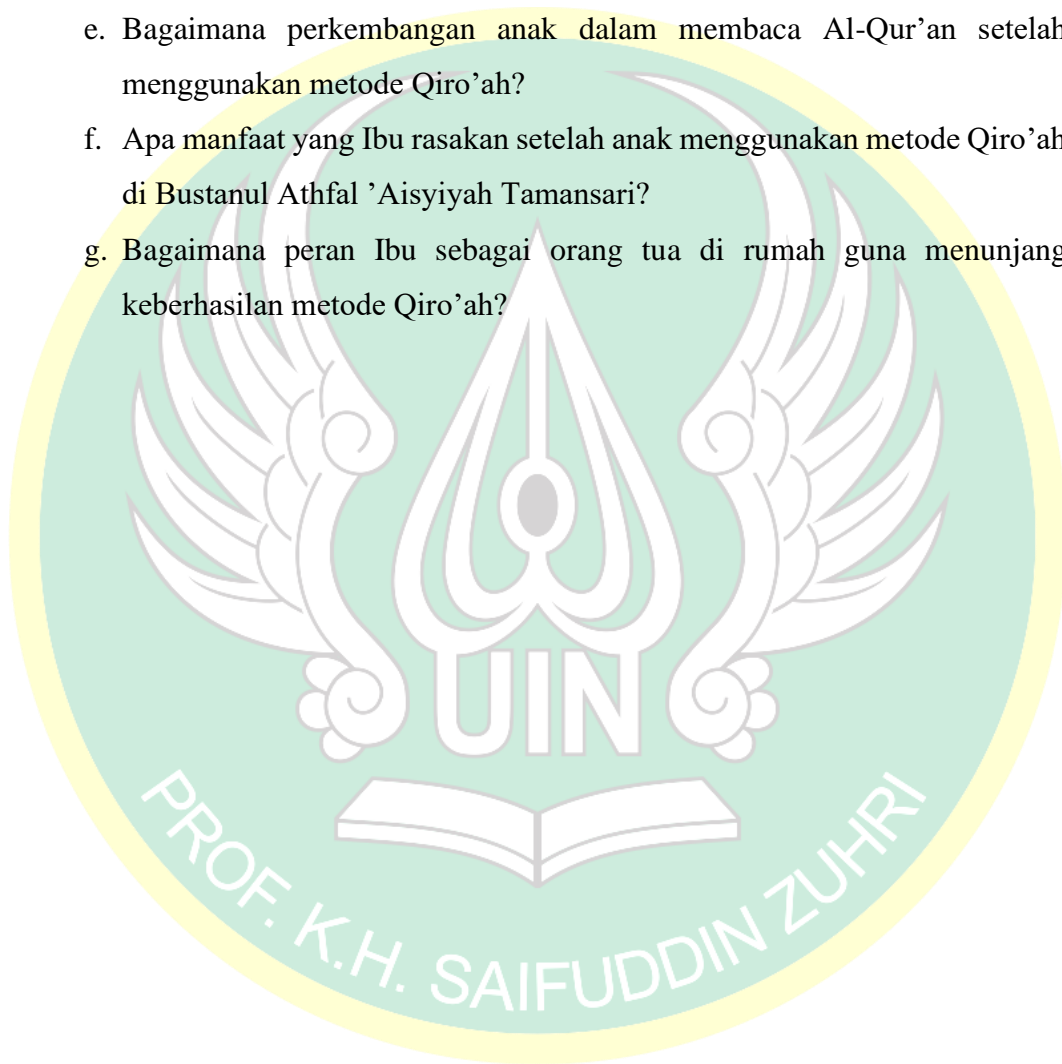 e. Bagaimana perkembangan anak dalam membaca Al-Qur’an setelah
menggunakan metode Qiro’ah?
f. Apa manfaat yang Ibu rasakan setelah anak menggunakan metode Qiro’ah
di Bustanul Athfal ’Aisyiyah Tamansari?
g. Bagaimana peran Ibu sebagai orang tua di rumah guna menunjang
keberhasilan metode Qiro’ah?
UIN
PROF. K.H. SAIFUDDIN ZUHRI